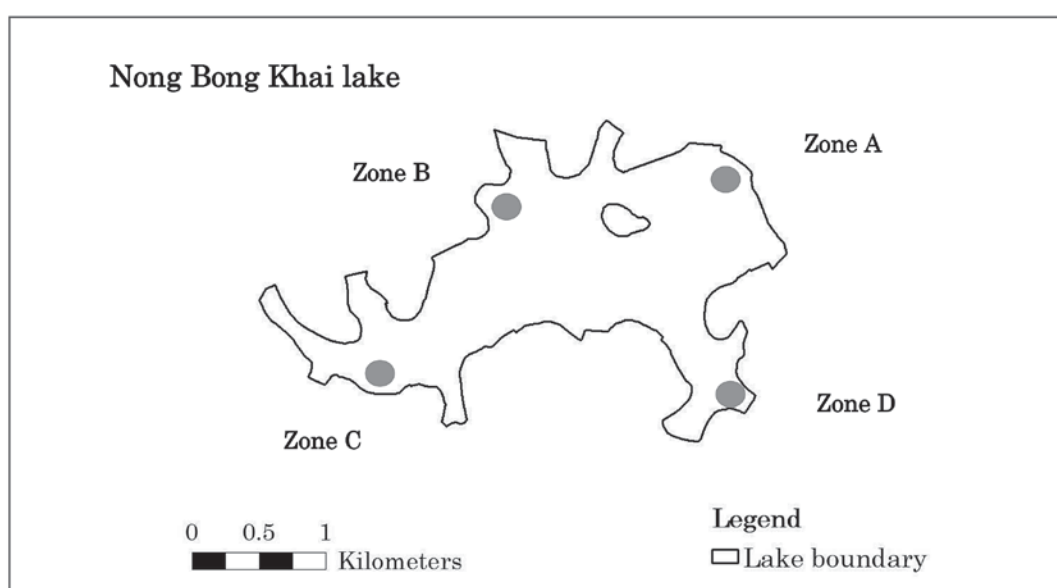 Nong Bong Khai lake
Zone A
Zone B
Zone C
Zone D
0 0.5 1
Kilometers
Legend
Lake boundary